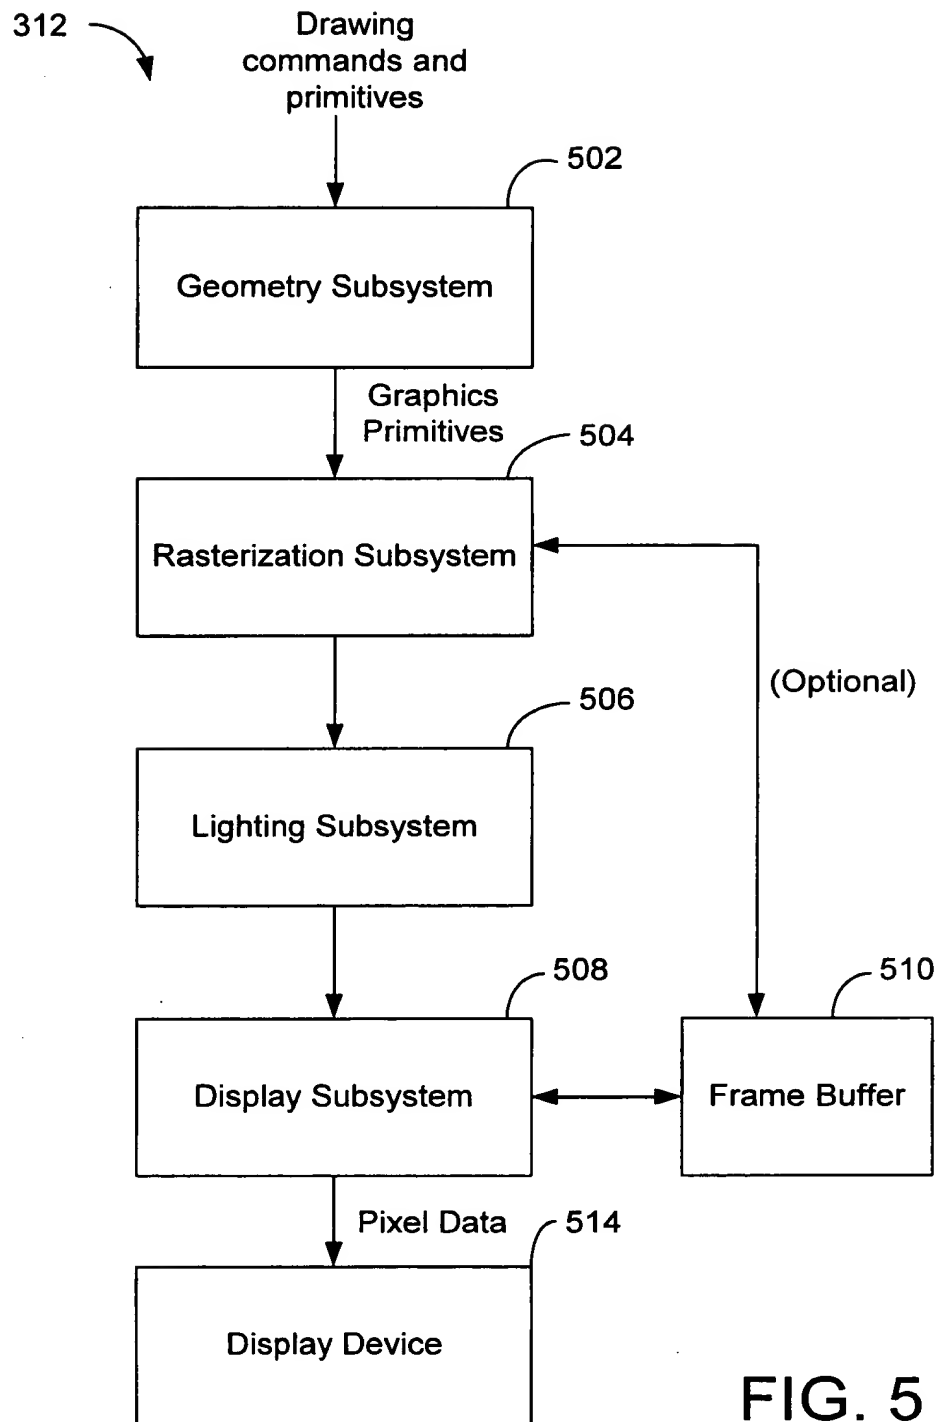 312
Drawing
commands and
primitives
502
Geometry Subsystem
Graphics
Primitives
504
Rasterization Subsystem
(Optional)
506
Lighting Subsystem
508
510
Display Subsystem
Frame Buffer
Pixel Data
514
Display Device
FIG. 5